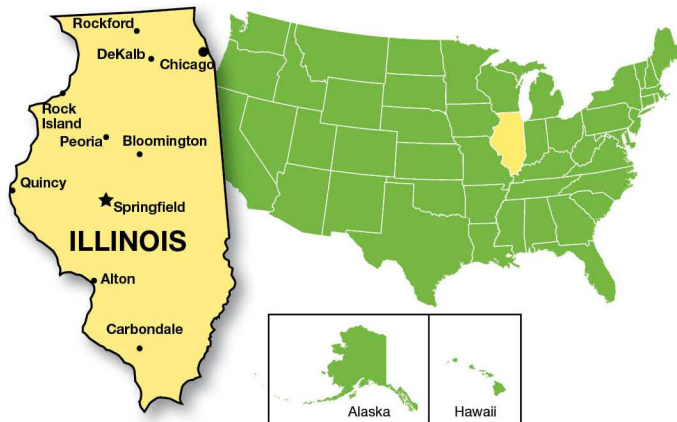 Rockford
DeKalb
Chicago
Rock
Island
Peoria
Bloomington
Quincy
Springfield
ILLINOIS
Alton
Carbondale
Alaska
Hawaii